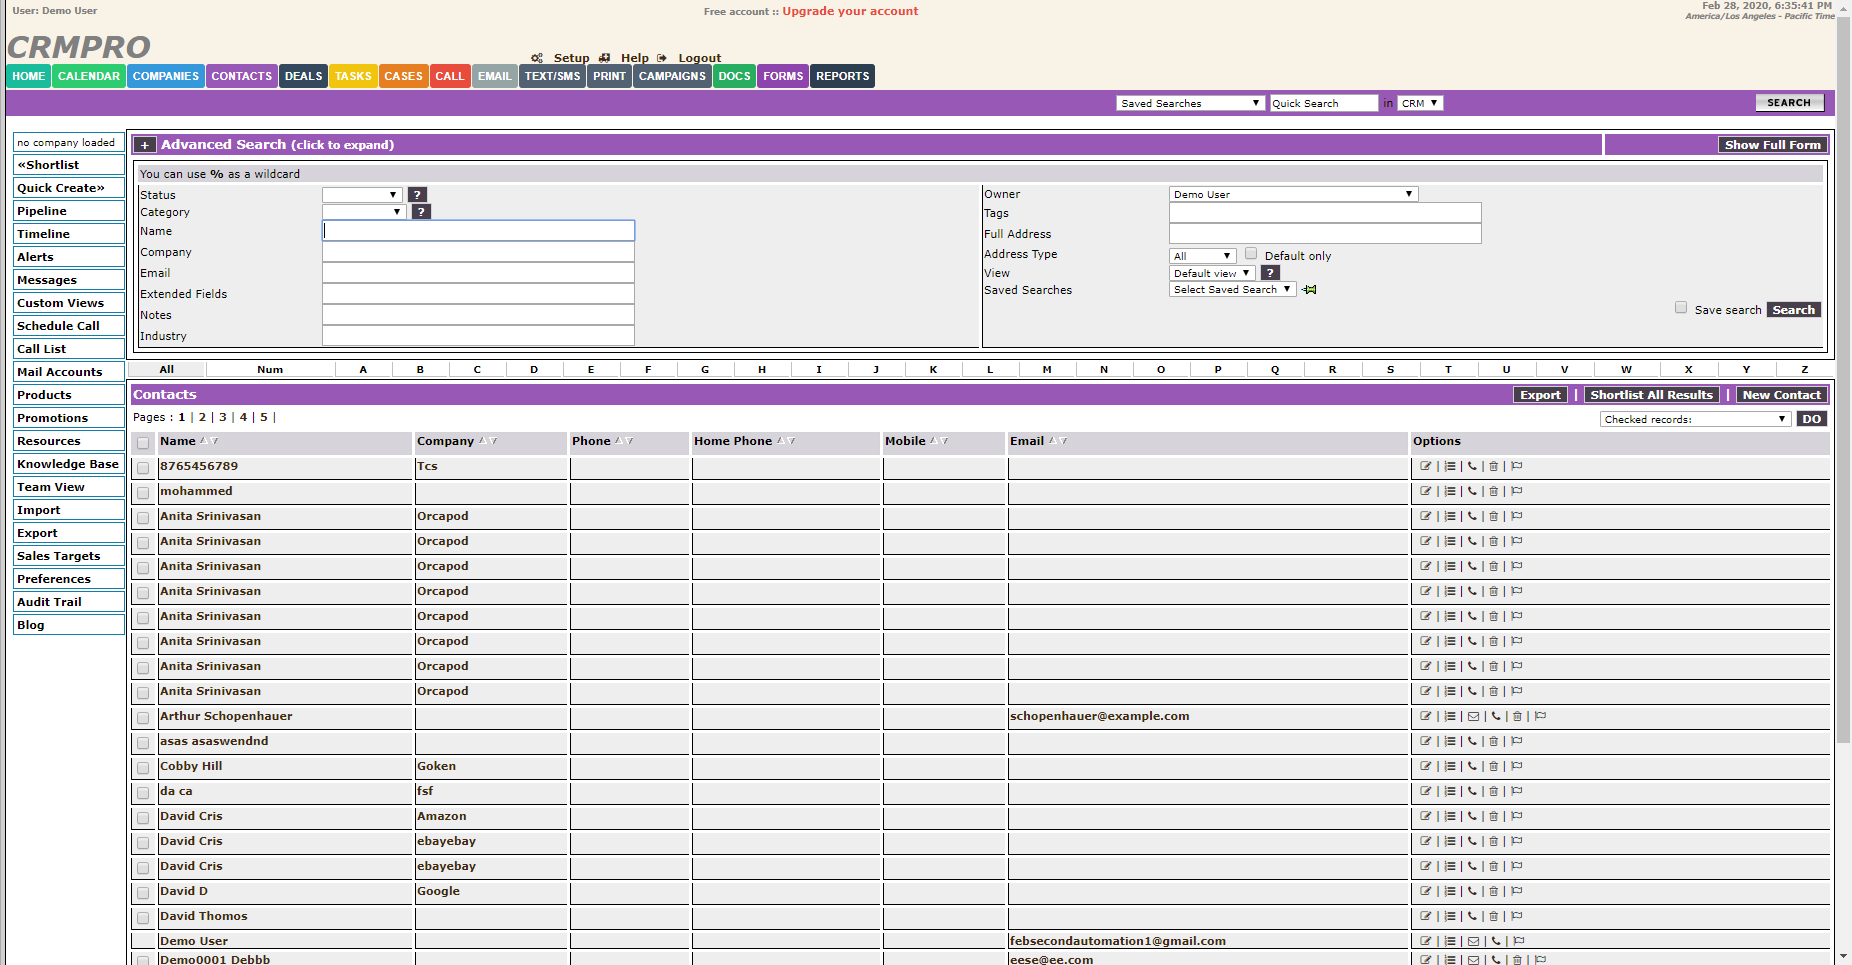 User: Demo User
Free account :: Upgrade your account
Feb 28, 2020, 6:35:41 PM
America/Los Angeles - Pacific Time
CRMPRO
Setup Help Logout
HOME CALENDAR COMPANIES CONTACTS DEALS TASKS CASES CALL EMAIL TEXT/SMS PRINT CAMPAIGNS DOCS FORMS REPORTS
Saved Searches Quick Search in CRM SEARCH
no company loaded
«Shortlist
Quick Create»
Pipeline
Timeline
Alerts
Messages
Custom Views
Schedule Call
Call List
Mail Accounts
Products
Promotions
Resources
Knowledge Base
Team View
Import
Export
Sales Targets
Preferences
Audit Trail
Blog
+ Advanced Search (click to expand) Show Full Form
You can use % as a wildcard
Status ?
Category ?
Name
Company
Email
Extended Fields
Notes
Industry
Owner Demo User
Tags
Full Address
Address Type All Default only
View Default view ?
Saved Searches Select Saved Search
Save search Search
All Num A B C D E F G H I J K L M N O P Q R S T U V W X Y Z
Contacts Export | Shortlist All Results | New Contact
Pages : 1 | 2 | 3 | 4 | 5 |
Checked records: DO
Name Company Phone Home Phone Mobile Email Options
8765456789 Tcs
mohammed
Anita Srinivasan Orcapod
Anita Srinivasan Orcapod
Anita Srinivasan Orcapod
Anita Srinivasan Orcapod
Anita Srinivasan Orcapod
Anita Srinivasan Orcapod
Anita Srinivasan Orcapod
Anita Srinivasan Orcapod
Arthur Schopenhauer schopenhauer@example.com
asas asaswendnd
Cobby Hill Goken
da ca fsf
David Cris Amazon
David Cris ebayebay
David Cris ebayebay
David D Google
David Thomos
Demo User febsecondautomation1@gmail.com
Demo0001 Debbb eese@ee.com